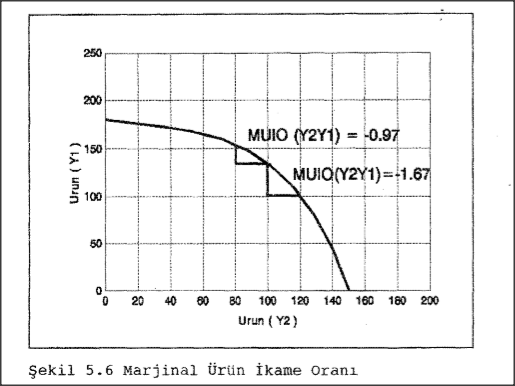 250
200
150
100
50
0
Urun ( Y1 )
MUIO (Y2Y1) = -0.97
MUIO(Y2Y1)=-1.67
0 20 40 60 80 100 120 140 160 180 200
Urun ( Y2 )
Şekil 5.6 Marjinal Ürün İkame Oranı